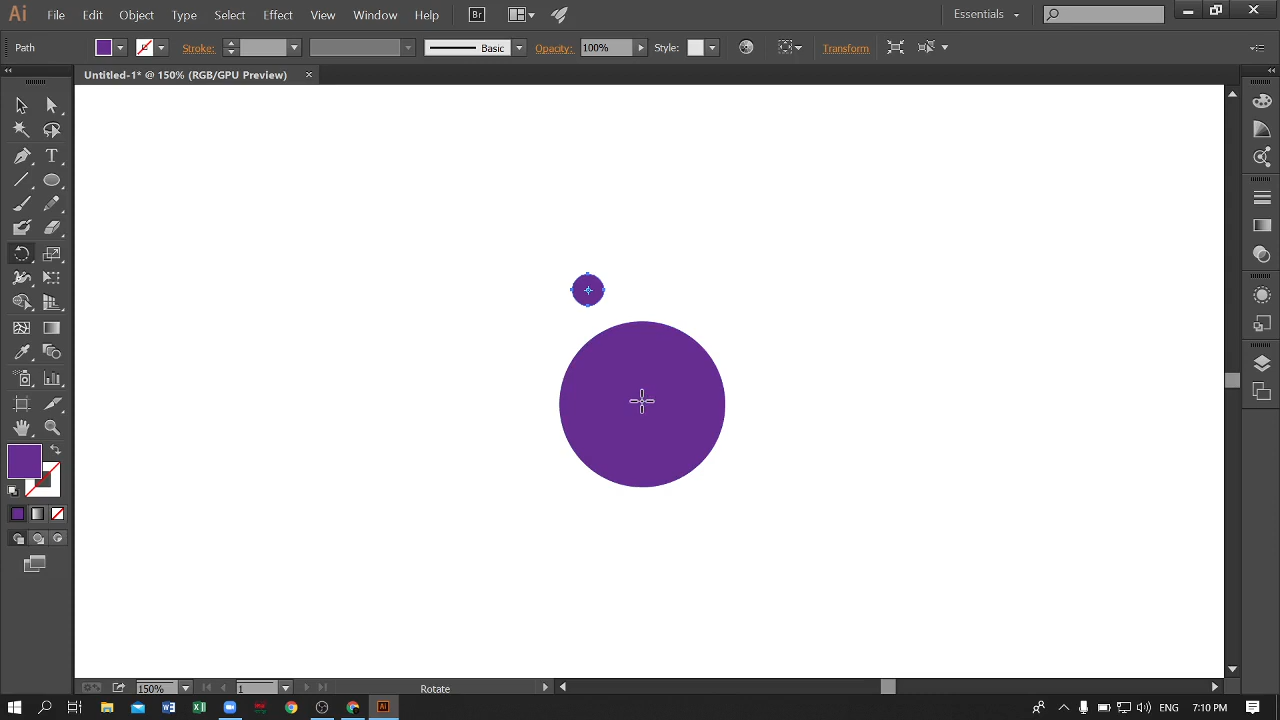 Ai File Edit Object Type Select Effect View Window Help Br Essentials
Path Stroke: Basic Opacity: 100% Style: Transform
Untitled-1* @ 150% (RGB/GPU Preview)
T
150% 1 Rotate
Ai 7:10 PM